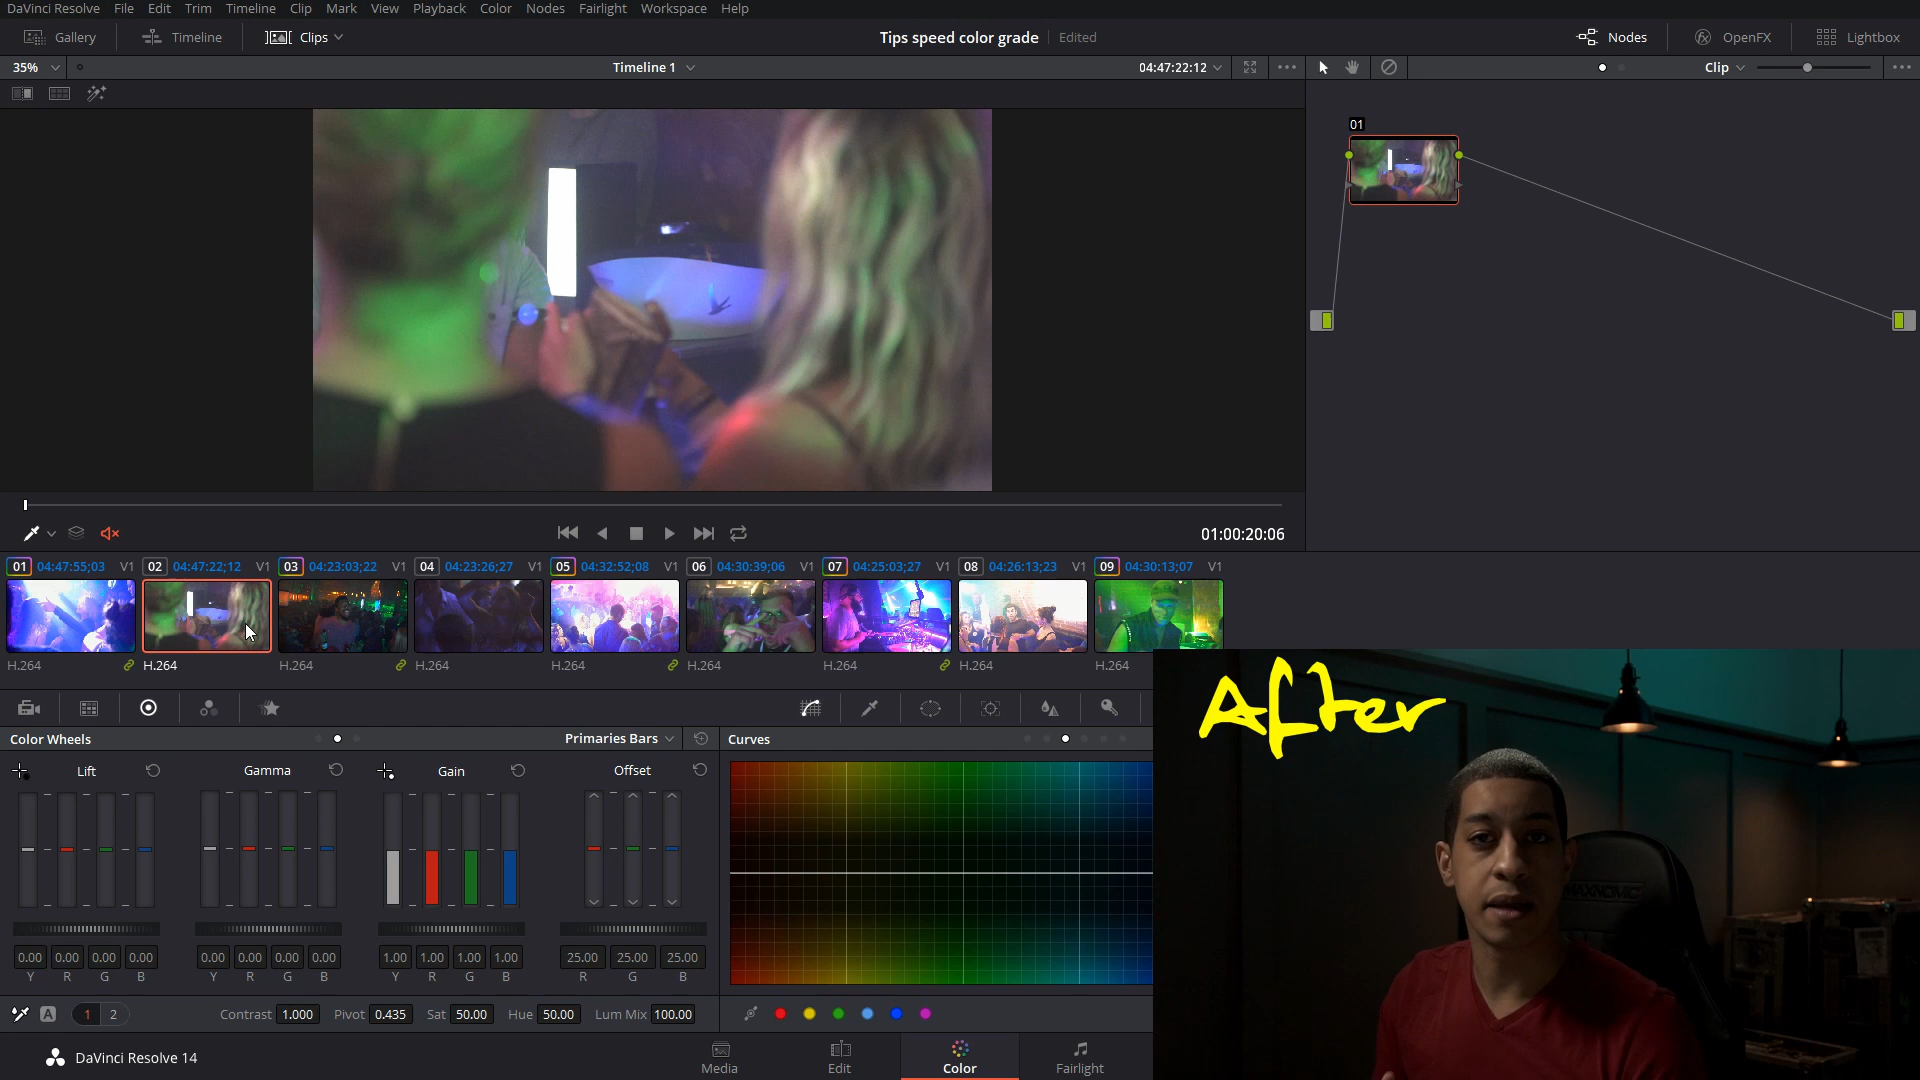 DaVinci Resolve File Edit Trim Timeline Clip Mark View Playback Color Nodes Fairlight Workspace Help
Gallery Timeline Clips Tips speed color grade Edited Nodes OpenFX Lightbox
35% Timeline 1 04:47:22:12 Clip
01
01:00:20:06
01 04:47:55;03 V1 02 04:47:22;12 V1 03 04:23:03;22 V1 04 04:23:26;27 V1 05 04:32:52;08 V1 06 04:30:39;06 V1 07 04:25:03;27 V1 08 04:26:13;23 V1 09 04:30:13;07 V1
H.264 H.264 H.264 H.264 H.264 H.264 H.264 H.264 H.264
After
Color Wheels Primaries Bars Curves
Lift Gamma Gain Offset
MAXNOMIC
0.00 0.00 0.00 0.00 0.00 0.00 0.00 0.00 1.00 1.00 1.00 1.00 25.00 25.00 25.00
Y R G B Y R G B Y R G B R G B
A 1 2 Contrast 1.000 Pivot 0.435 Sat 50.00 Hue 50.00 Lum Mix 100.00
DaVinci Resolve 14 Media Edit Color Fairlight